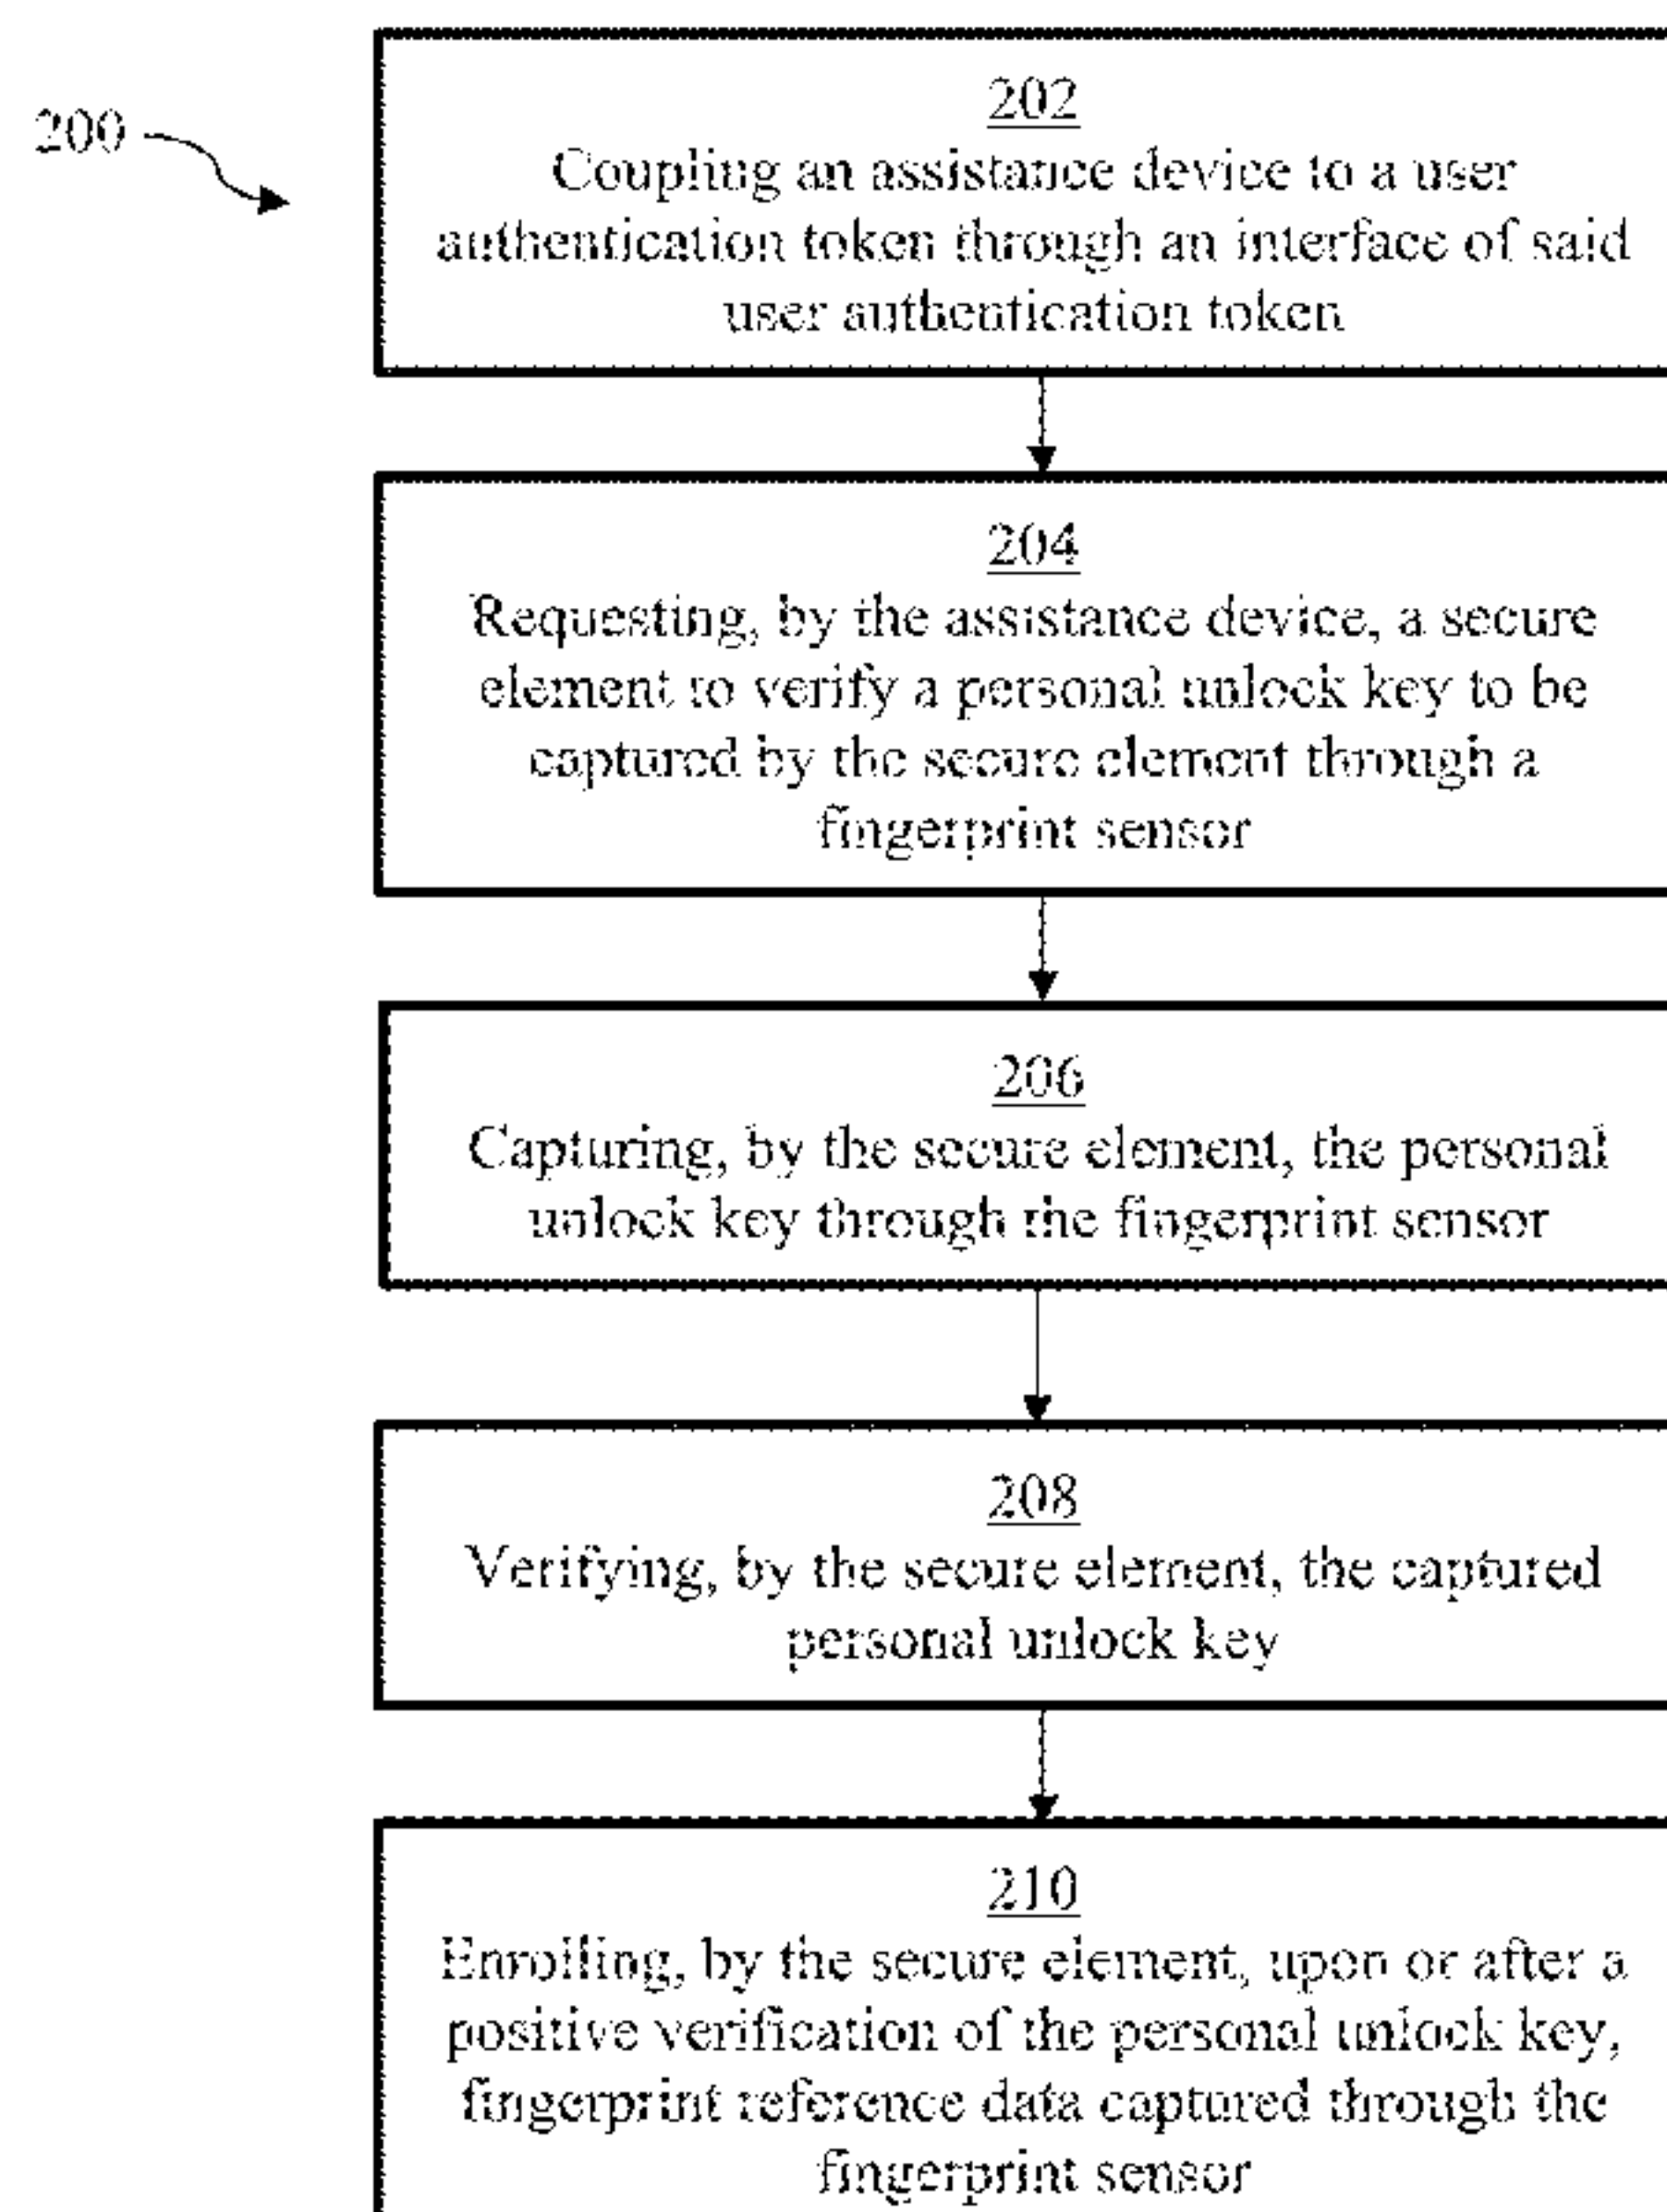 200
202
Coupling an assistance device to a user
authentication token through an interface of said
user authentication token
204
Requesting, by the assistance device, a secure
element to verify a personal unlock key to be
captured by the secure element through a
fingerprint sensor
206
Capturing, by the secure element, the personal
unlock key through the fingerprint sensor
208
Verifying, by the secure element, the captured
personal unlock key
210
Enrolling, by the secure element, upon or after a
positive verification of the personal unlock key,
fingerprint reference data captured through the
fingerprint sensor